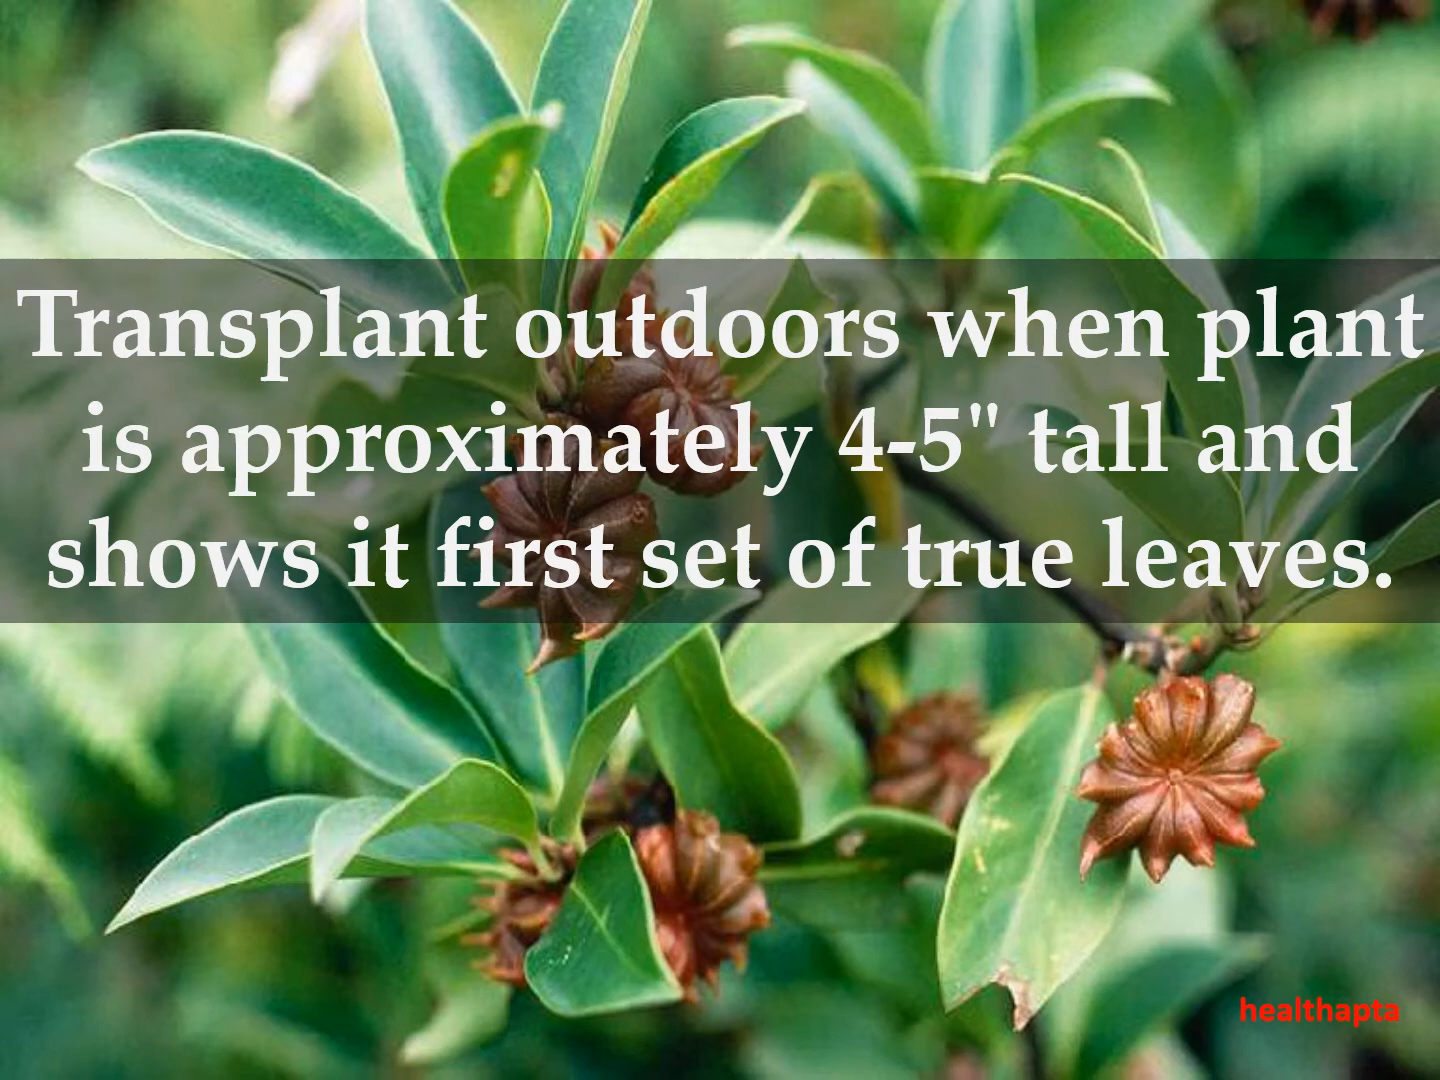 Transplant outdoors when plant
is approximately 4-5" tall and
shows it first set of true leaves.
healthapta